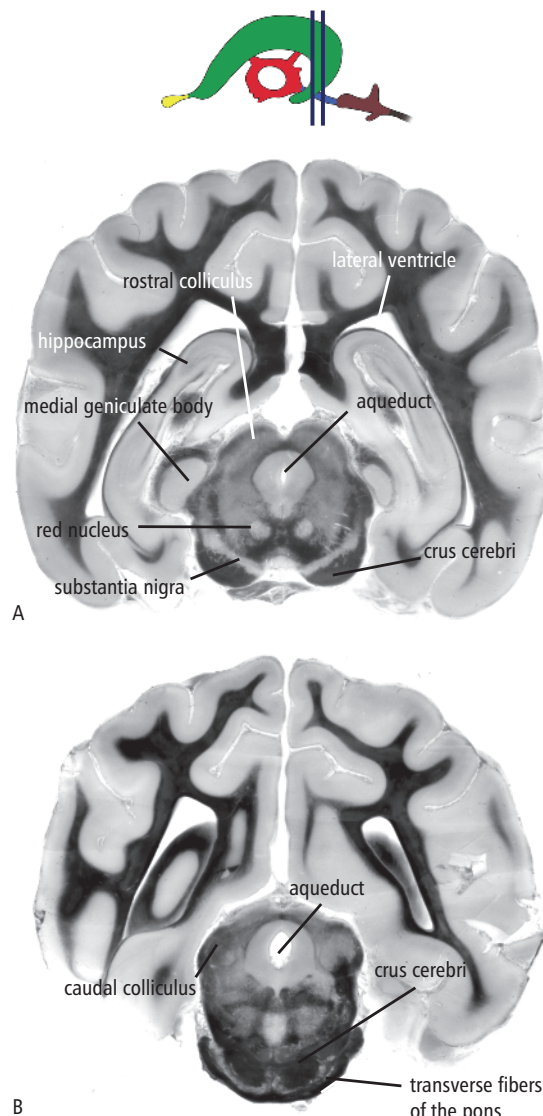 rostral colliculus
lateral ventricle
hippocampus
medial geniculate body
aqueduct
red nucleus
crus cerebri
substantia nigra
A
aqueduct
crus cerebri
caudal colliculus
transverse fibers
of the pons
B